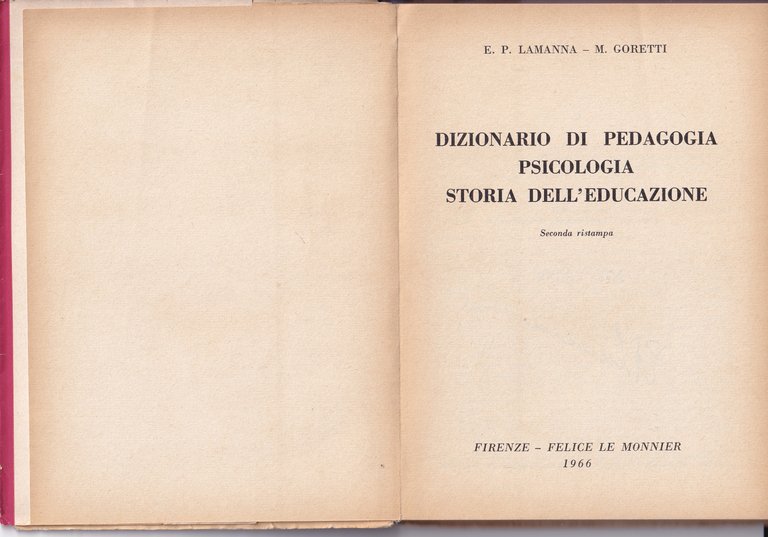 E. P. LAMANNA – M. GORETTI
DIZIONARIO DI PEDAGOGIA
PSICOLOGIA
STORIA DELL'EDUCAZIONE
Seconda ristampa
FIRENZE – FELICE LE MONNIER
1966